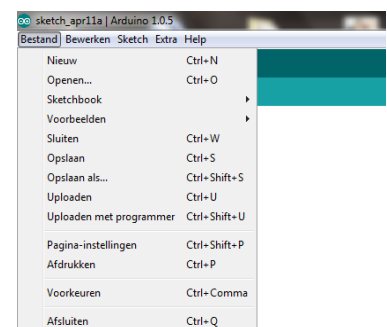 sketch_apr11a | Arduino 1.0.5
Bestand Bewerken Sketch Extra Help
Nieuw Ctrl+N
Openen... Ctrl+O
Sketchbook
Voorbeelden
Sluiten Ctrl+W
Opslaan Ctrl+S
Opslaan als... Ctrl+Shift+S
Uploaden Ctrl+U
Uploaden met programmer Ctrl+Shift+U
Pagina-instellingen Ctrl+Shift+P
Afdrukken Ctrl+P
Voorkeuren Ctrl+Comma
Afsluiten Ctrl+Q